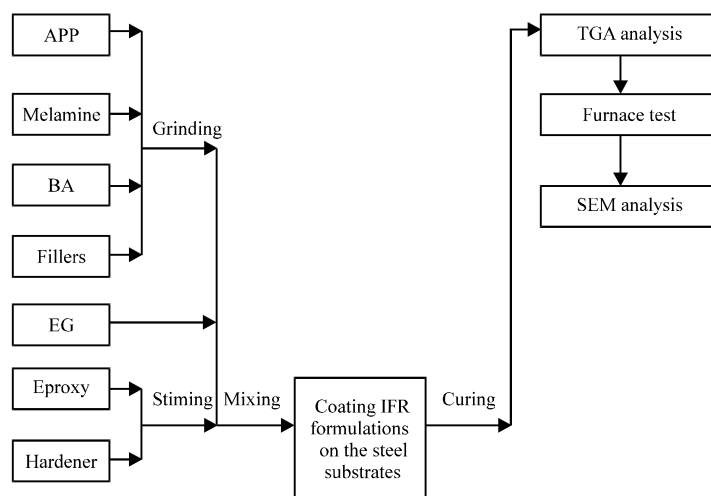 APP
Melamine
BA
Fillers
EG
Eproxy
Hardener
Grinding
Stiming
Mixing
Coating IFR
formulations
on the steel
substrates
Curing
TGA analysis
Furnace test
SEM analysis